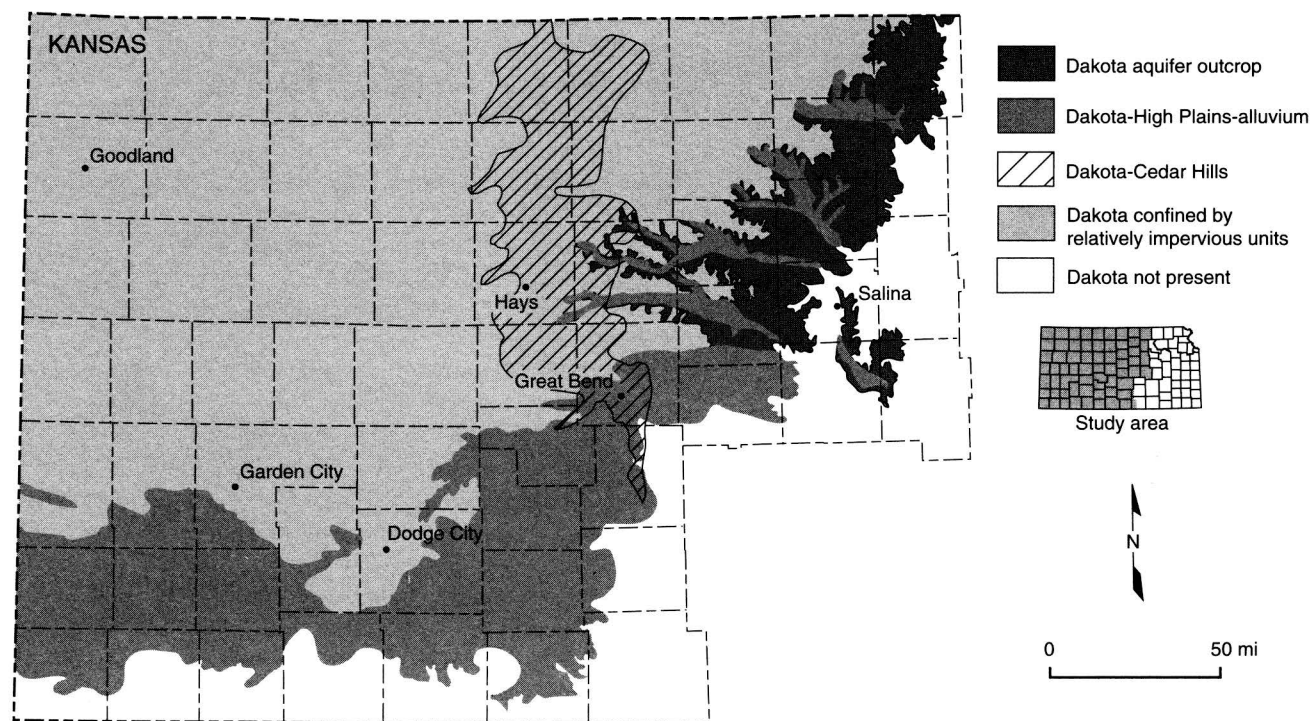 KANSAS
Goodland
Hays
Salina
Great Bend
Garden City
Dodge City
Dakota aquifer outcrop
Dakota-High Plains-alluvium
Dakota-Cedar Hills
Dakota confined by
relatively impervious units
Dakota not present
Study area
N
0 50 mi